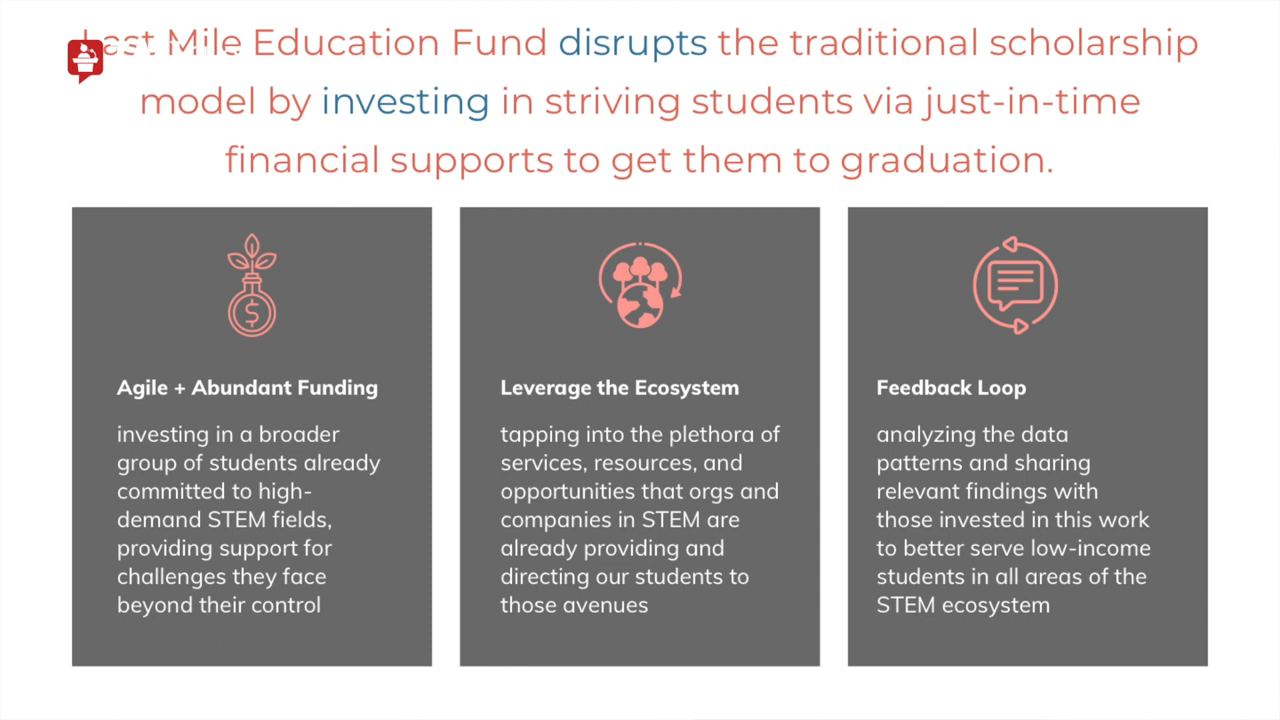 Last Mile Education Fund disrupts the traditional scholarship
model by investing in striving students via just-in-time
financial supports to get them to graduation.
Agile + Abundant Funding
investing in a broader
group of students already
committed to high-
demand STEM fields,
providing support for
challenges they face
beyond their control
Leverage the Ecosystem
tapping into the plethora of
services, resources, and
opportunities that orgs and
companies in STEM are
already providing and
directing our students to
those avenues
Feedback Loop
analyzing the data
patterns and sharing
relevant findings with
those invested in this work
to better serve low-income
students in all areas of the
STEM ecosystem